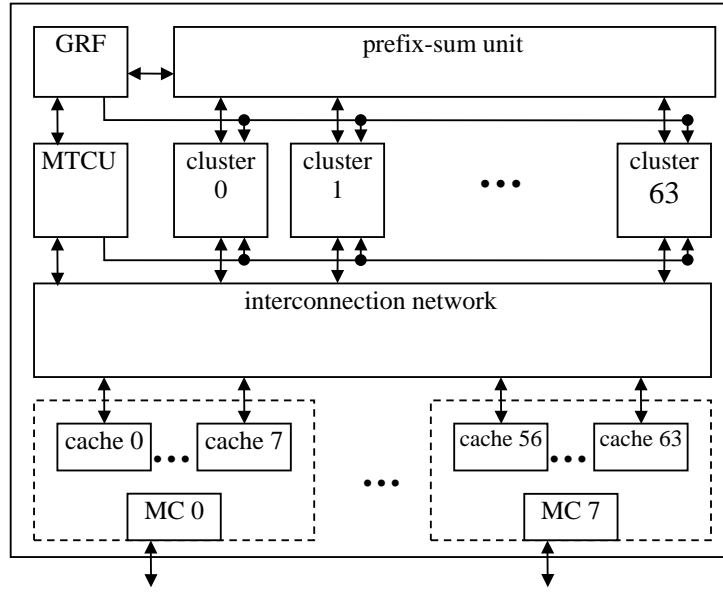 GRF
prefix-sum unit
MTCU
cluster
0
cluster
1
cluster
63
interconnection network
cache 0
cache 7
cache 56
cache 63
MC 0
MC 7